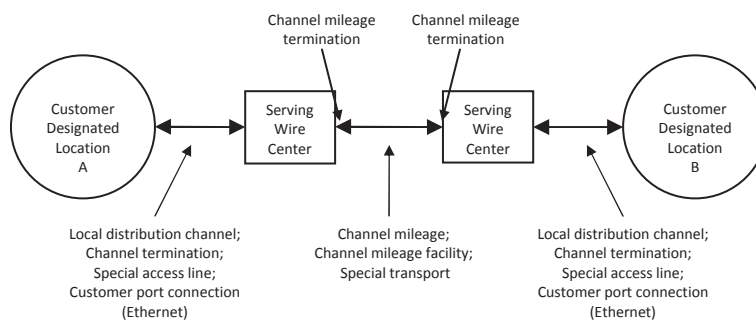 Channel mileage
termination
Channel mileage
termination
Customer
Designated
Location
A
Serving
Wire
Center
Serving
Wire
Center
Customer
Designated
Location
B
Local distribution channel;
Channel termination;
Special access line;
Customer port connection
(Ethernet)
Channel mileage;
Channel mileage facility;
Special transport
Local distribution channel;
Channel termination;
Special access line;
Customer port connection
(Ethernet)